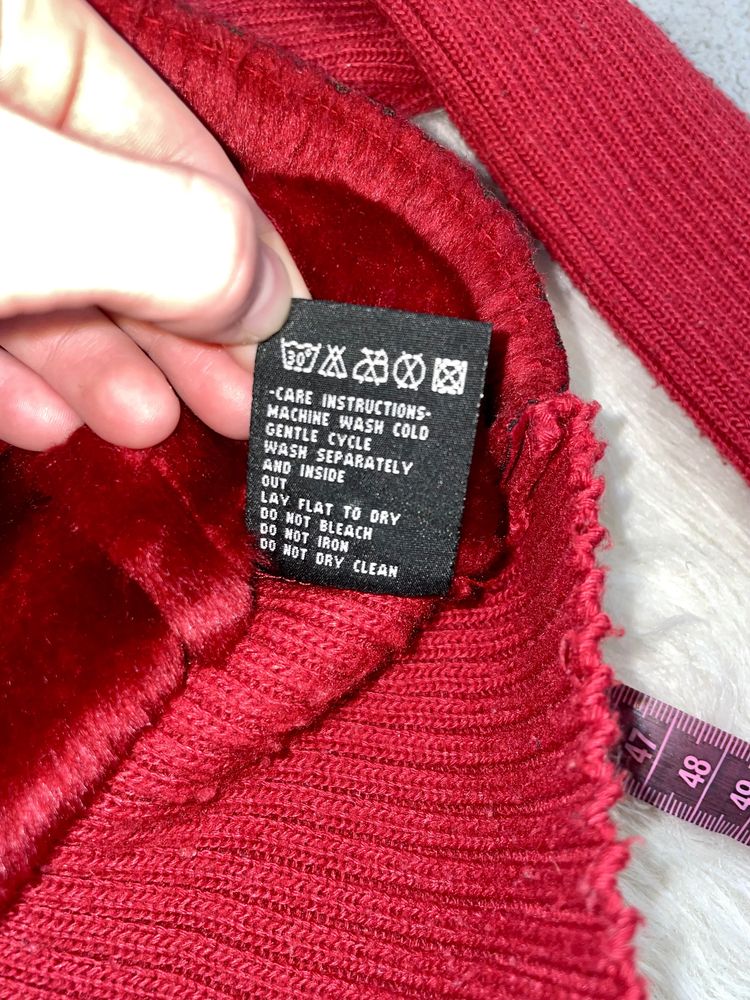 30°
-CARE INSTRUCTIONS-
MACHINE WASH COLD
GENTLE CYCLE
WASH SEPARATELY
AND INSIDE
OUT
LAY FLAT TO DRY
DO NOT BLEACH
DO NOT IRON
DO NOT DRY CLEAN
47
48
49